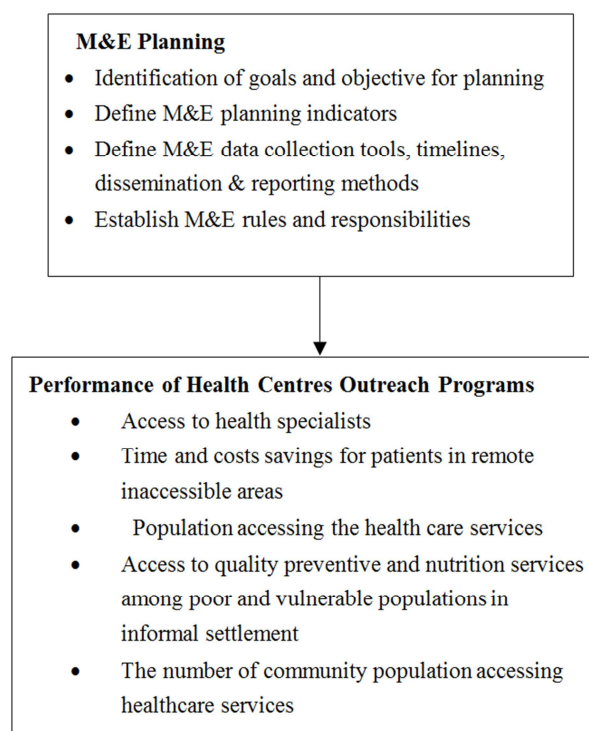 M&E Planning
• Identification of goals and objective for planning
• Define M&E planning indicators
• Define M&E data collection tools, timelines,
dissemination & reporting methods
• Establish M&E rules and responsibilities
Performance of Health Centres Outreach Programs
• Access to health specialists
• Time and costs savings for patients in remote
inaccessible areas
• Population accessing the health care services
• Access to quality preventive and nutrition services
among poor and vulnerable populations in
informal settlement
• The number of community population accessing
healthcare services